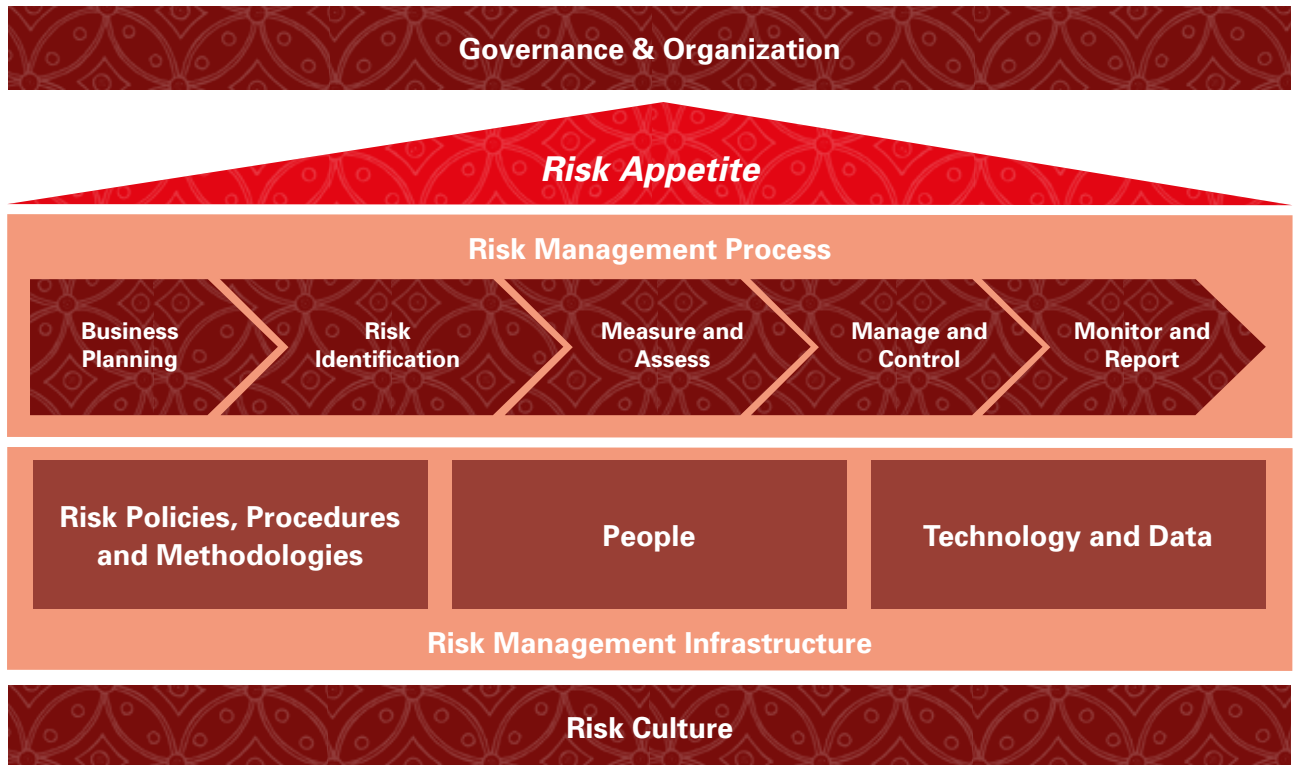 Governance & Organization
Risk Appetite
Risk Management Process
Business
Planning
Risk
Identification
Measure and
Assess
Manage and
Control
Monitor and
Report
Risk Policies, Procedures
and Methodologies
People
Technology and Data
Risk Management Infrastructure
Risk Culture